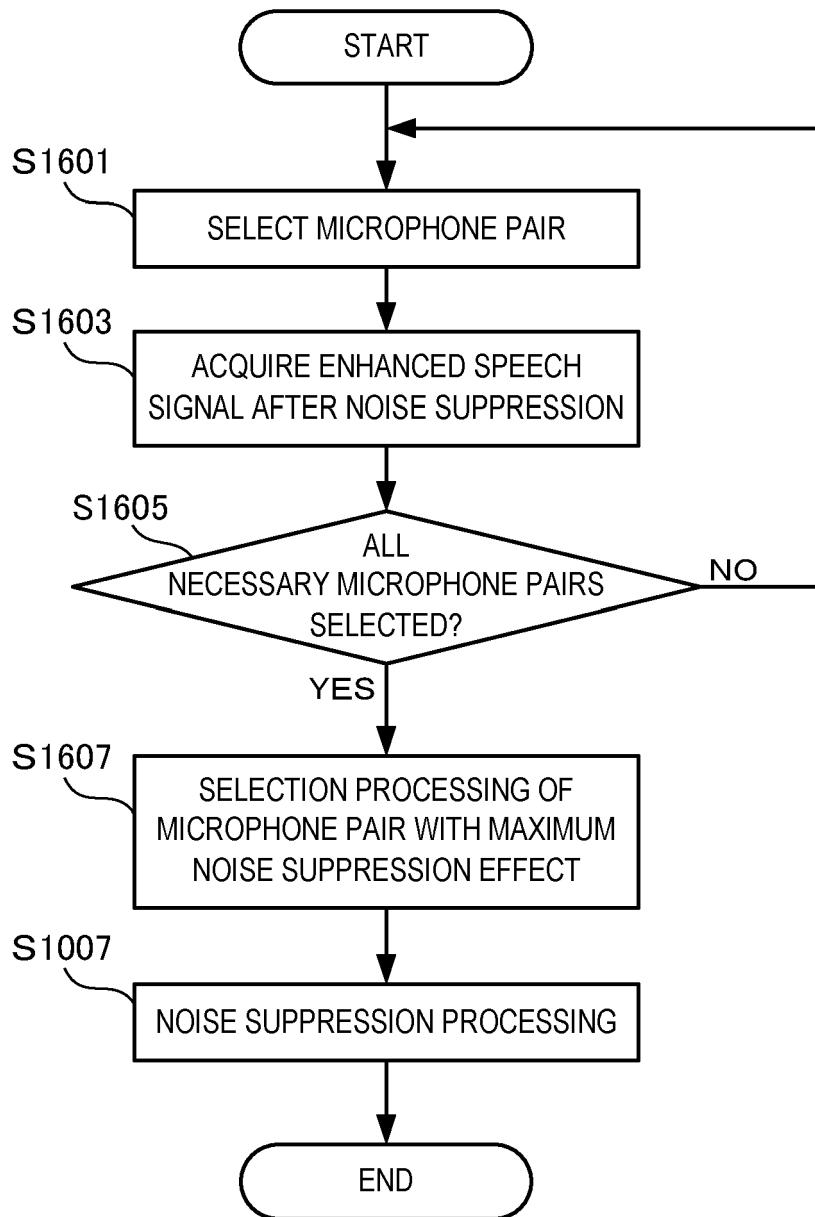 START
S1601
SELECT MICROPHONE PAIR
S1603
ACQUIRE ENHANCED SPEECH
SIGNAL AFTER NOISE SUPPRESSION
S1605
ALL
NECESSARY MICROPHONE PAIRS
SELECTED?
NO
YES
S1607
SELECTION PROCESSING OF
MICROPHONE PAIR WITH MAXIMUM
NOISE SUPPRESSION EFFECT
S1007
NOISE SUPPRESSION PROCESSING
END